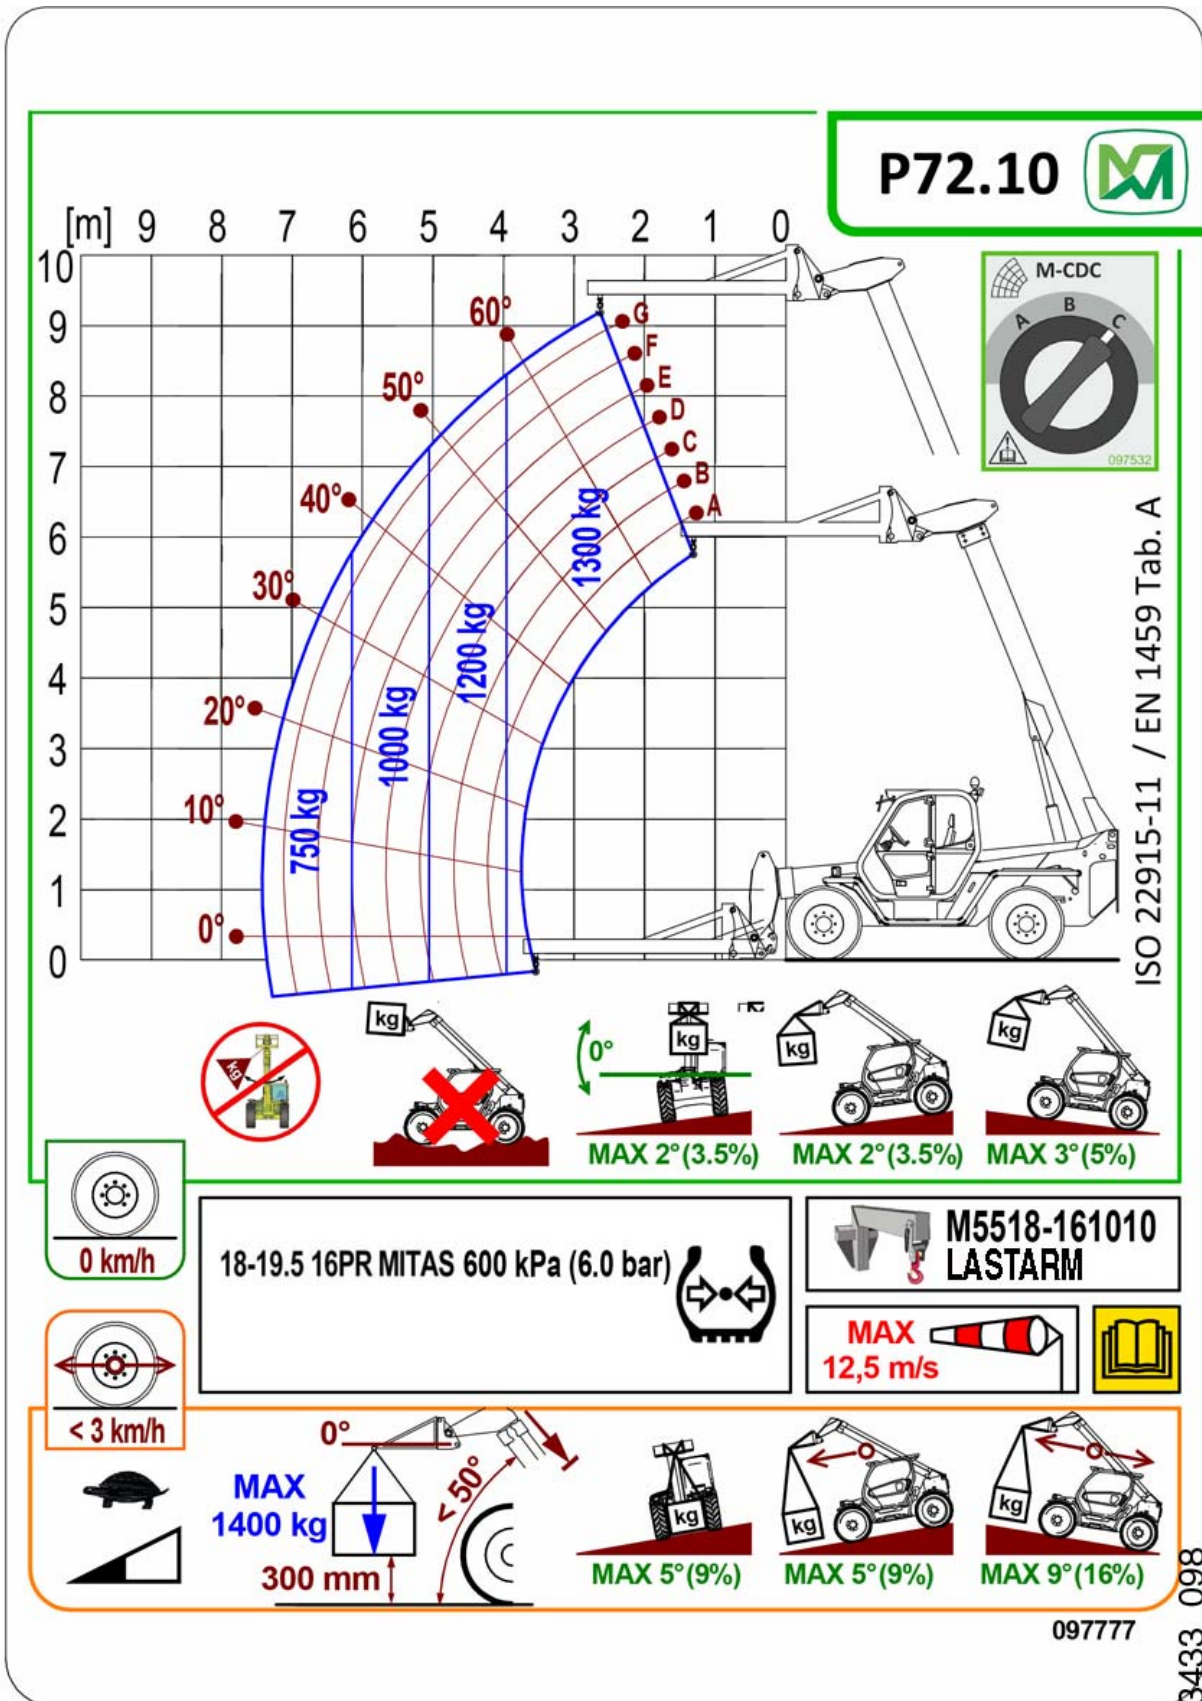 P72.10
[m] 9 8 7 6 5 4 3 2 1 0
10
9
8
7
6
5
4
3
2
1
0
60°
50°
40°
30°
20°
10°
0°
G
F
E
D
C
B
A
1300 kg
1200 kg
1000 kg
750 kg
M-CDC
A B C
097532
ISO 22915-11 / EN 1459 Tab. A
kg
kg
0°
kg
kg
kg
MAX 2°(3.5%)
MAX 2°(3.5%)
MAX 3°(5%)
0 km/h
18-19.5 16PR MITAS 600 kPa (6.0 bar)
M5518-161010
LASTARM
MAX
12,5 m/s
< 3 km/h
0°
MAX
1400 kg
< 50°
300 mm
kg
kg
kg
MAX 5°(9%)
MAX 5°(9%)
MAX 9°(16%)
097777
3433 098